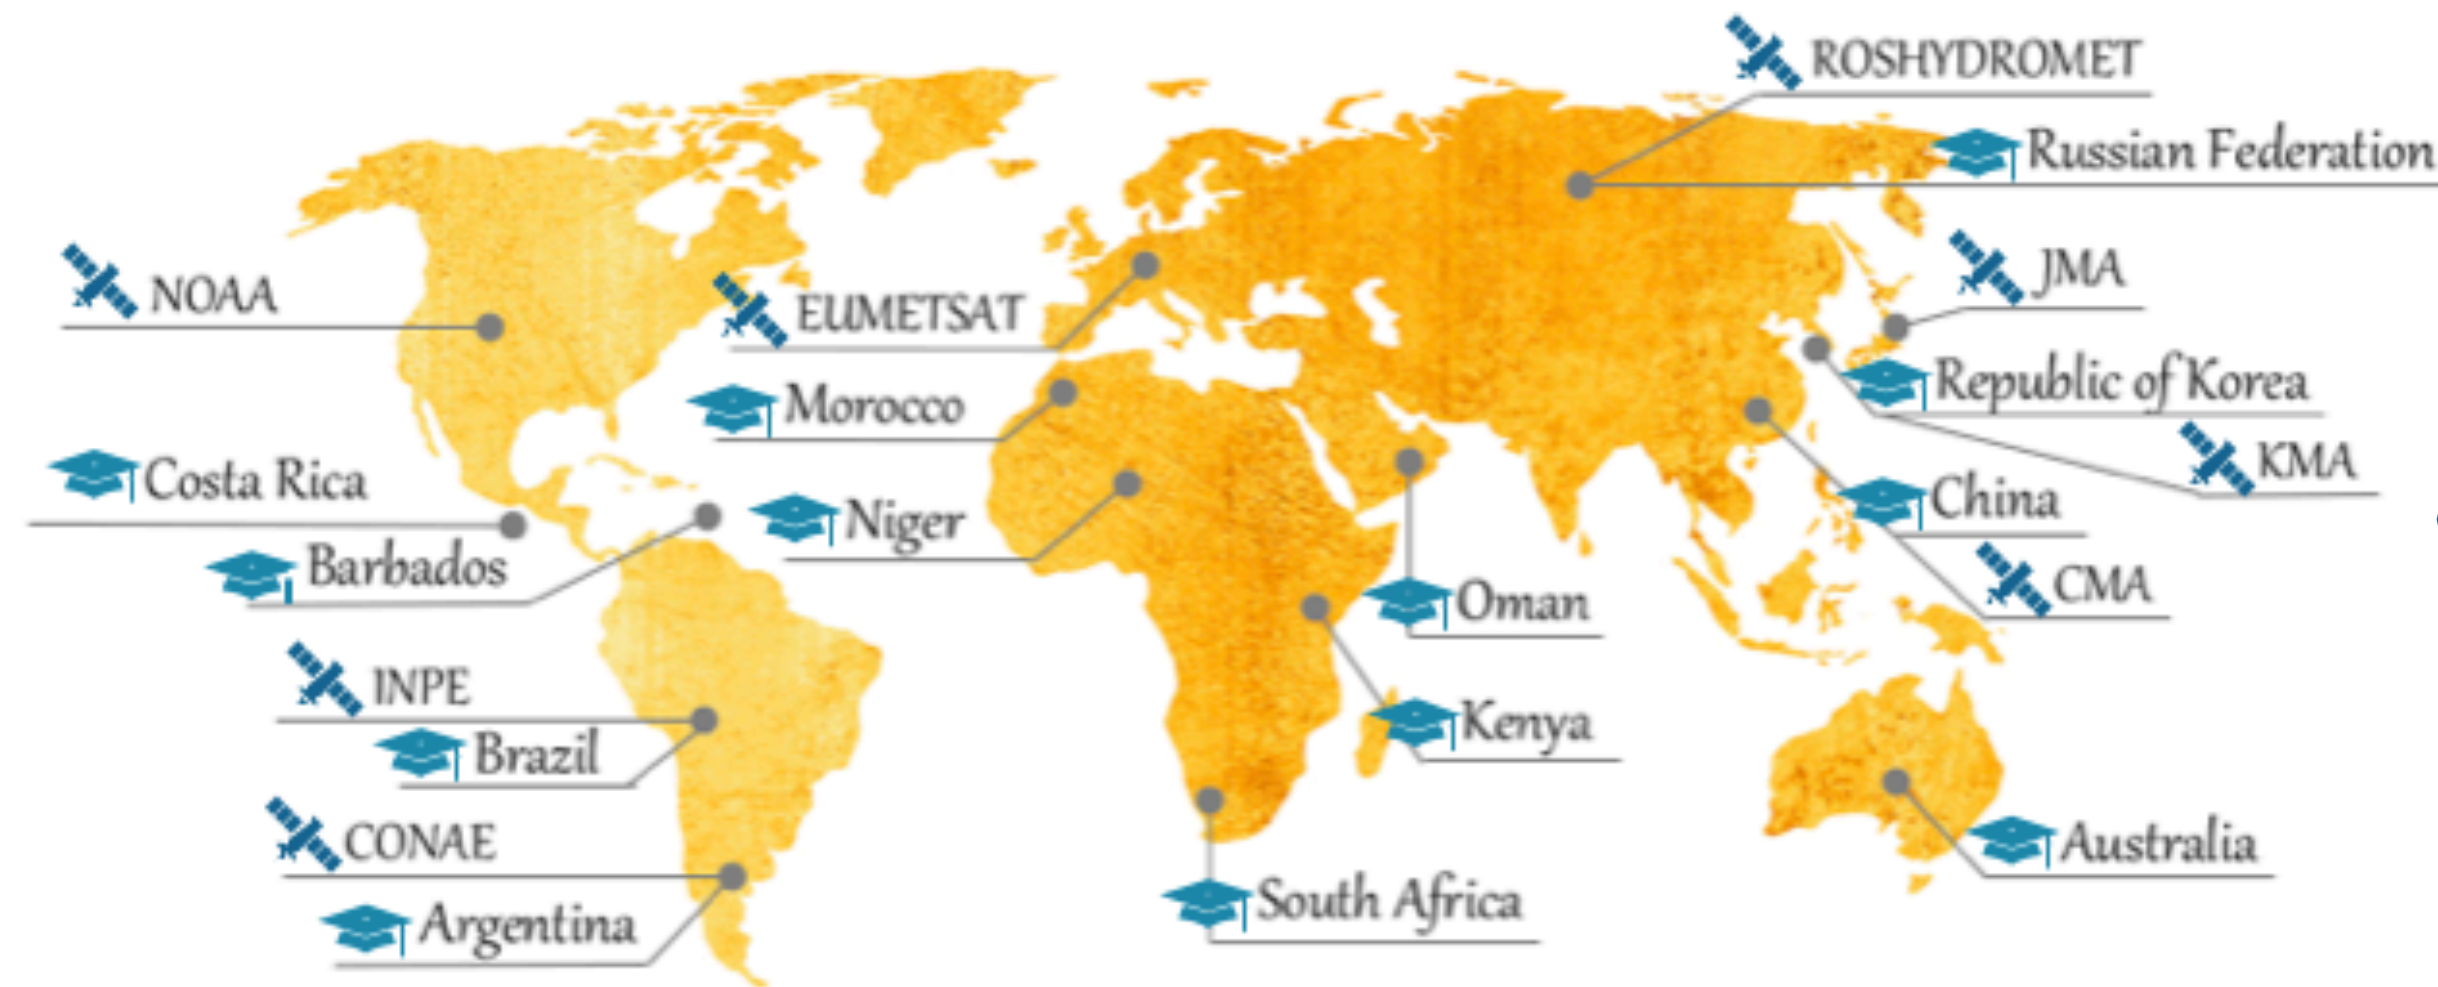 ROSHYDROMET
Russian Federation
NOAA
EUMETSAT
JMA
Morocco
Republic of Korea
KMA
Costa Rica
Niger
China
Barbados
Oman
CMA
INPE
Kenya
Brazil
CONAE
Australia
Argentina
South Africa